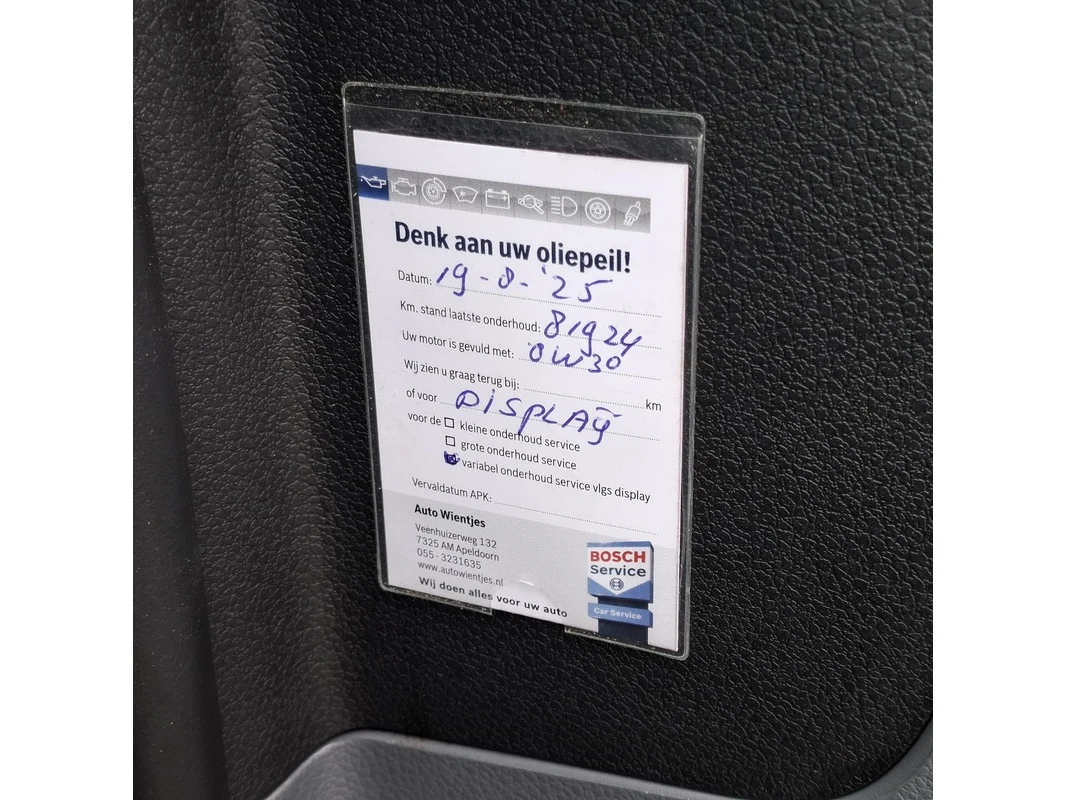 Denk aan uw oliepeil!
Datum: 19-8-'25
Km. stand laatste onderhoud: 81924
Uw motor is gevuld met: 0W30
Wij zien u graag terug bij: km
of voor DISPLAY
voor de kleine onderhoud service
grote onderhoud service
variabel onderhoud service vlgs display
Vervaldatum APK:
Auto Wientjes
Veenhuizerweg 132
7325 AM Apeldoorn
055 - 3231635
www.autowientjes.nl
Wij doen alles voor uw auto
BOSCH
Service
Car Service